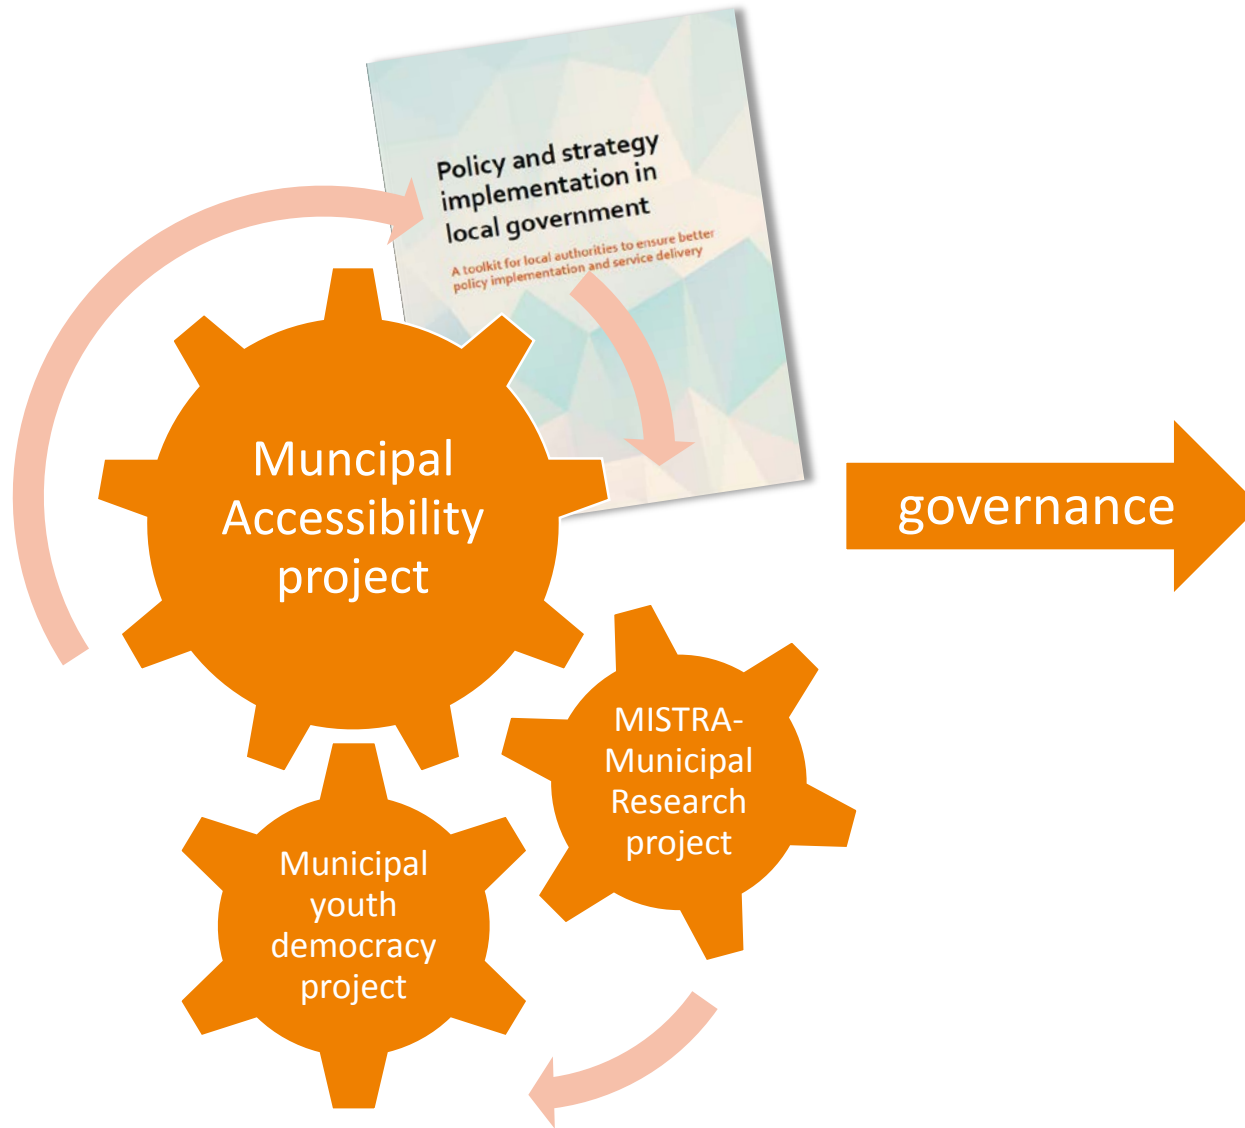 Policy and strategy
implementation in
local government
A toolkit for local authorities to ensure better
policy implementation and service delivery
Muncipal
Accessibility
project
governance
MISTRA-
Municipal
Research
project
Municipal
youth
democracy
project